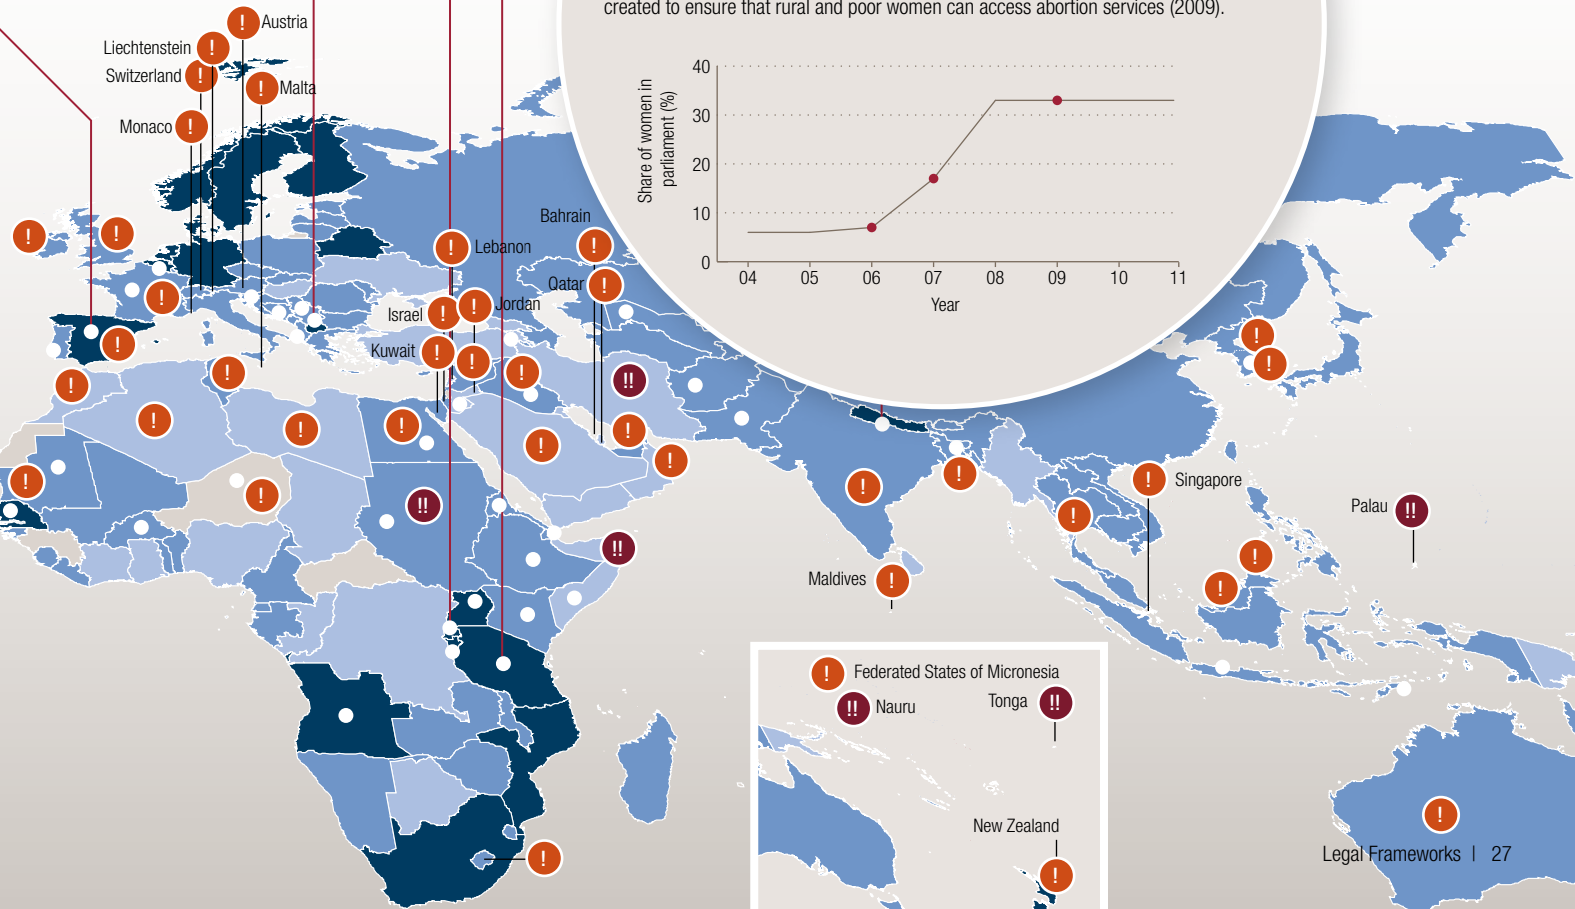 created to ensure that rural and poor women can access abortion services (2009).
Share of women in
parliament (%)
40
30
20
10
0
04 05 06 07 08 09 10 11
Year
Austria
Liechtenstein
Switzerland
Malta
Monaco
Bahrain
Lebanon
Qatar
Jordan
Israel
Kuwait
Singapore
Palau
Maldives
Federated States of Micronesia
Nauru
Tonga
New Zealand
Legal Frameworks | 27